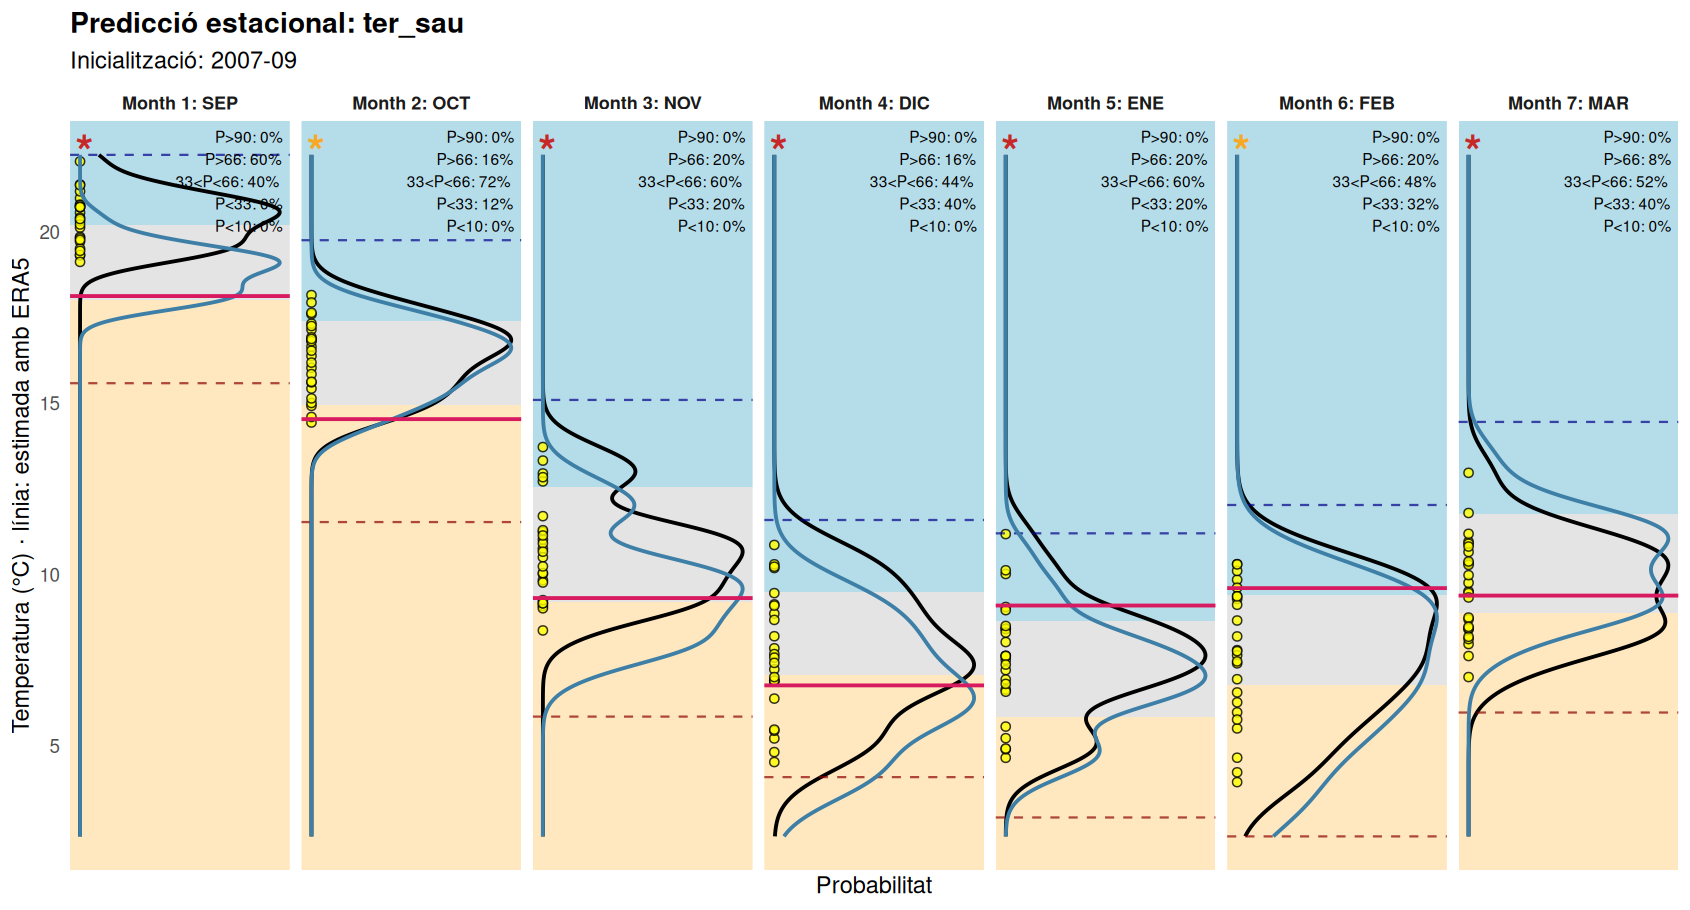 Predicció estacional: ter_sau
Inicialització: 2007-09
Month 1: SEP
Month 2: OCT
Month 3: NOV
Month 4: DIC
Month 5: ENE
Month 6: FEB
Month 7: MAR
*
P>90: 0%
P>66: 60%
33<P<66: 40%
P<33: 0%
P<10: 0%
*
P>90: 0%
P>66: 16%
33<P<66: 72%
P<33: 12%
P<10: 0%
*
P>90: 0%
P>66: 20%
33<P<66: 60%
P<33: 20%
P<10: 0%
*
P>90: 0%
P>66: 16%
33<P<66: 44%
P<33: 40%
P<10: 0%
*
P>90: 0%
P>66: 20%
33<P<66: 60%
P<33: 20%
P<10: 0%
*
P>90: 0%
P>66: 20%
33<P<66: 48%
P<33: 32%
P<10: 0%
*
P>90: 0%
P>66: 8%
33<P<66: 52%
P<33: 40%
P<10: 0%
20
15
10
5
Temperatura (°C) · línia: estimada amb ERA5
Probabilitat